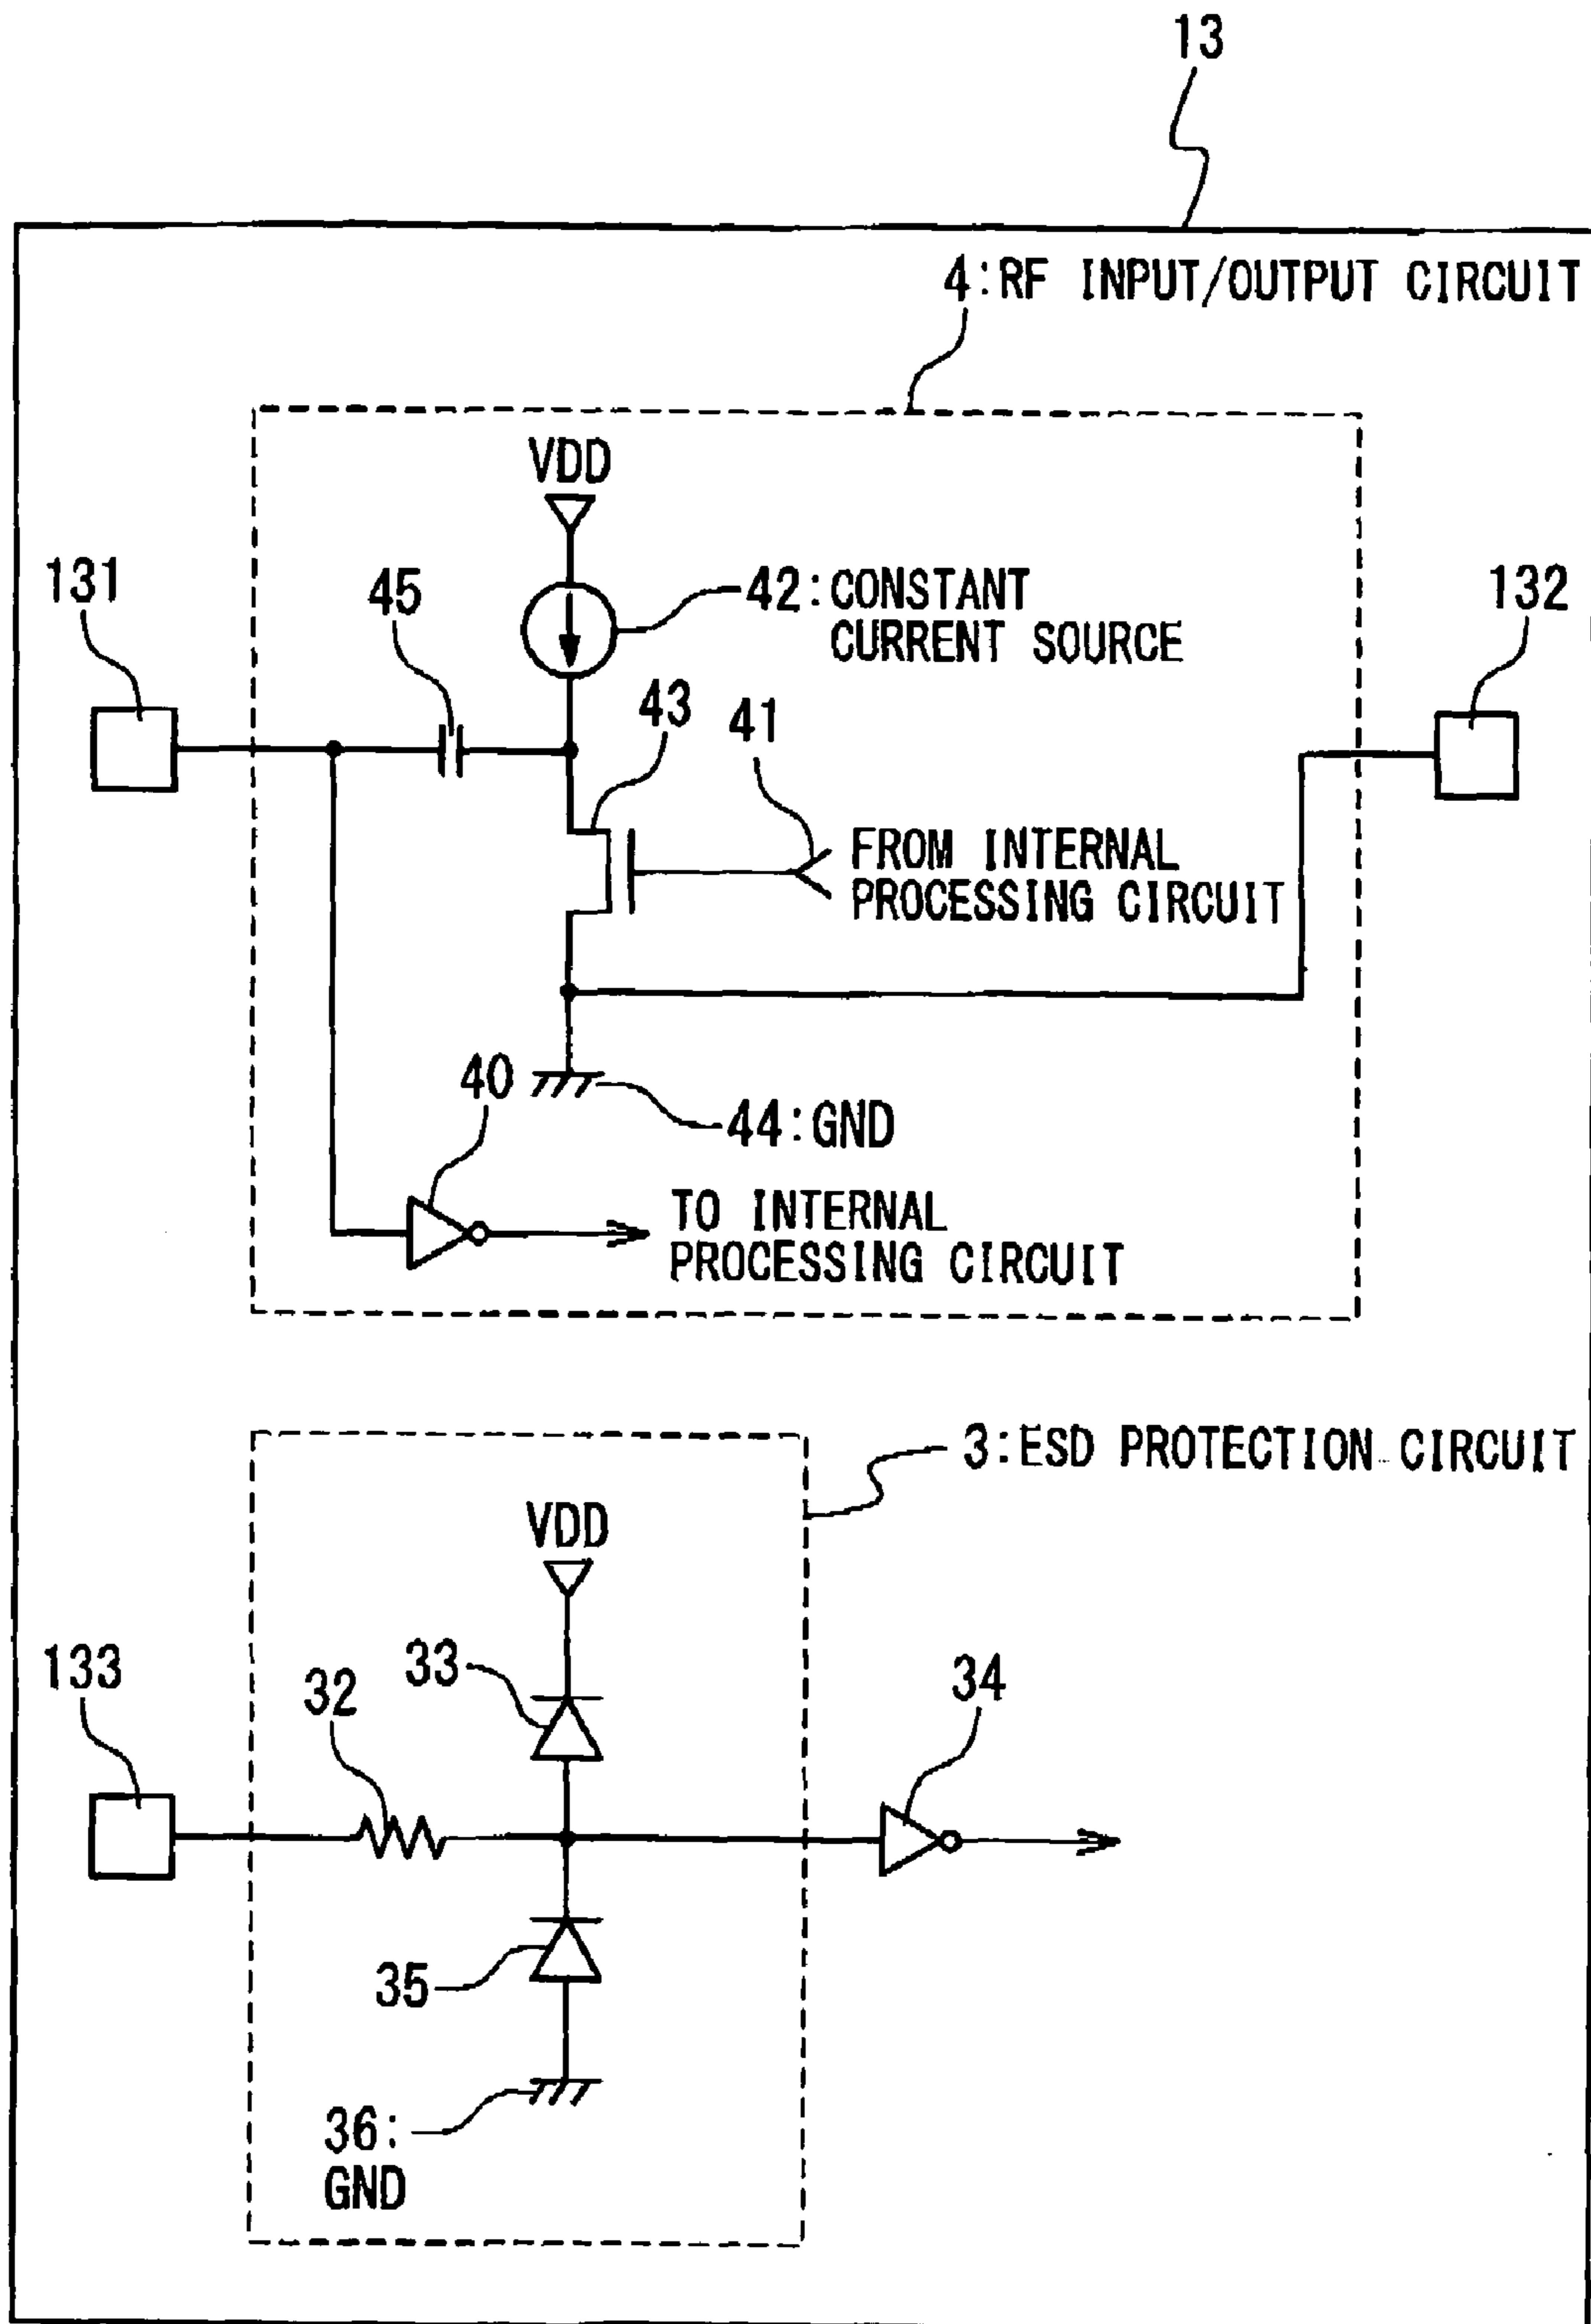 13
4:RF INPUT/OUTPUT CIRCUIT
VDD
131
45
42:CONSTANT
CURRENT SOURCE
132
43
41
FROM INTERNAL
PROCESSING CIRCUIT
40
44:GND
TO INTERNAL
PROCESSING CIRCUIT
3:ESD PROTECTION CIRCUIT
VDD
133
32
33
34
35
36:
GND